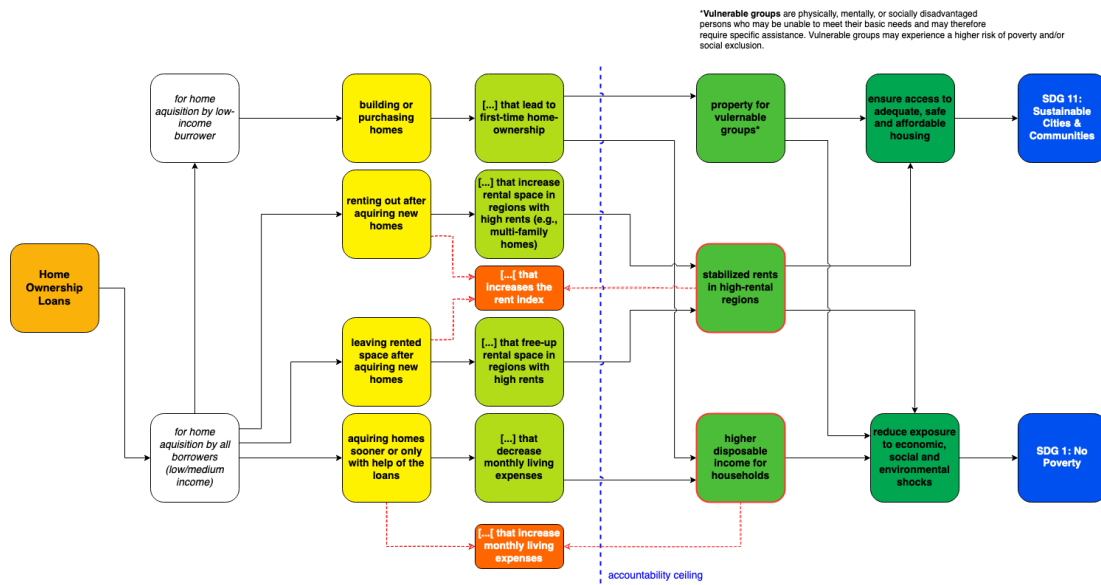 *Vulnerable groups are physically, mentally, or socially disadvantaged
persons who may be unable to meet their basic needs and may therefore
require specific assistance. Vulnerable groups may experience a higher risk of poverty and/or
social exclusion.
for home
aquisition by low-
income
burrower
building or
purchasing
homes
[...] that lead to
first-time home-
ownership
property for
vulernable
groups*
ensure access to
adequate, safe
and affordable
housing
SDG 11:
Sustainable
Cities &
Communities
renting out after
aquiring new
homes
[...] that increase
rental space in
regions with
high rents (e.g.,
multi-family
homes)
Home
Ownership
Loans
[...[ that
increases the
rent index
stabilized rents
in high-rental
regions
leaving rented
space after
aquiring new
homes
[...] that free-up
rental space in
regions with
high rents
for home
aquisition by all
borrowers
(low/medium
income)
aquiring homes
sooner or only
with help of the
loans
[...] that
decrease
monthly living
expenses
higher
disposable
income for
households
reduce exposure
to economic,
social and
environmental
shocks
SDG 1: No
Poverty
[...[ that increase
monthly living
expenses
accountability ceiling